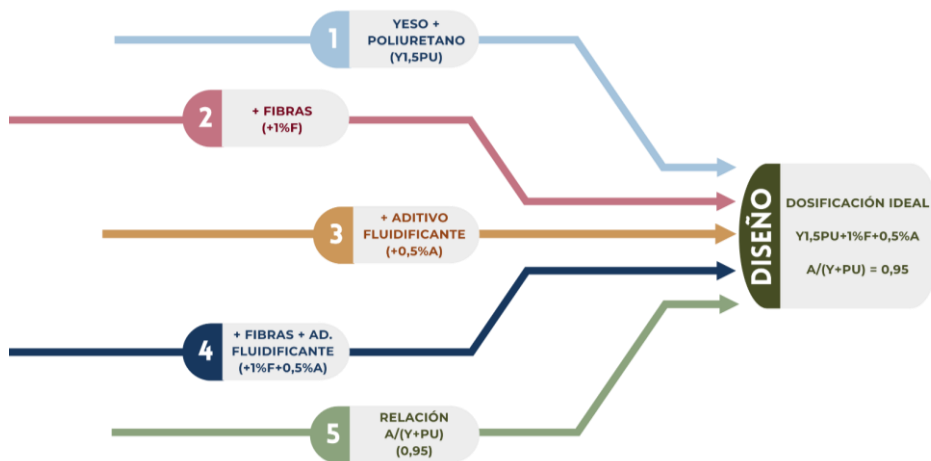 1
YESO +
POLIURETANO
(Y1,5PU)
2
+ FIBRAS
(+1%F)
3
+ ADITIVO
FLUIDIFICANTE
(+0,5%A)
4
+ FIBRAS + AD.
FLUIDIFICANTE
(+1%F+0,5%A)
5
RELACIÓN
A/(Y+PU)
(0,95)
DISEÑO
DOSIFICACIÓN IDEAL
Y1,5PU+1%F+0,5%A
A/(Y+PU) = 0,95